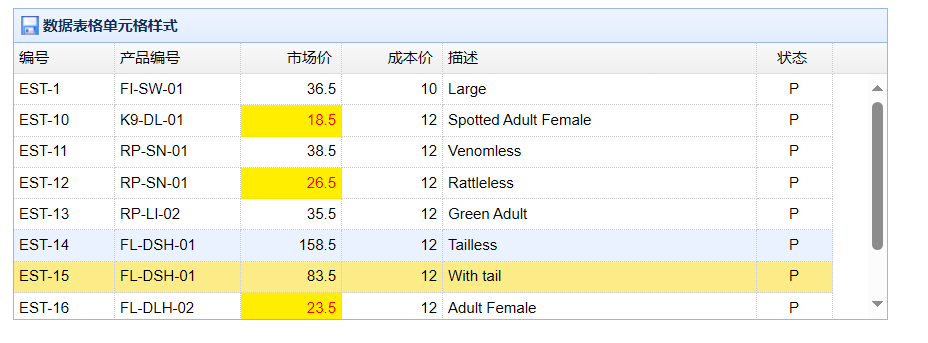 数据表格单元格样式
编号 产品编号 市场价 成本价 描述 状态
EST-1 FI-SW-01 36.5 10 Large P
EST-10 K9-DL-01 18.5 12 Spotted Adult Female P
EST-11 RP-SN-01 38.5 12 Venomless P
EST-12 RP-SN-01 26.5 12 Rattleless P
EST-13 RP-LI-02 35.5 12 Green Adult P
EST-14 FL-DSH-01 158.5 12 Tailless P
EST-15 FL-DSH-01 83.5 12 With tail P
EST-16 FL-DLH-02 23.5 12 Adult Female P